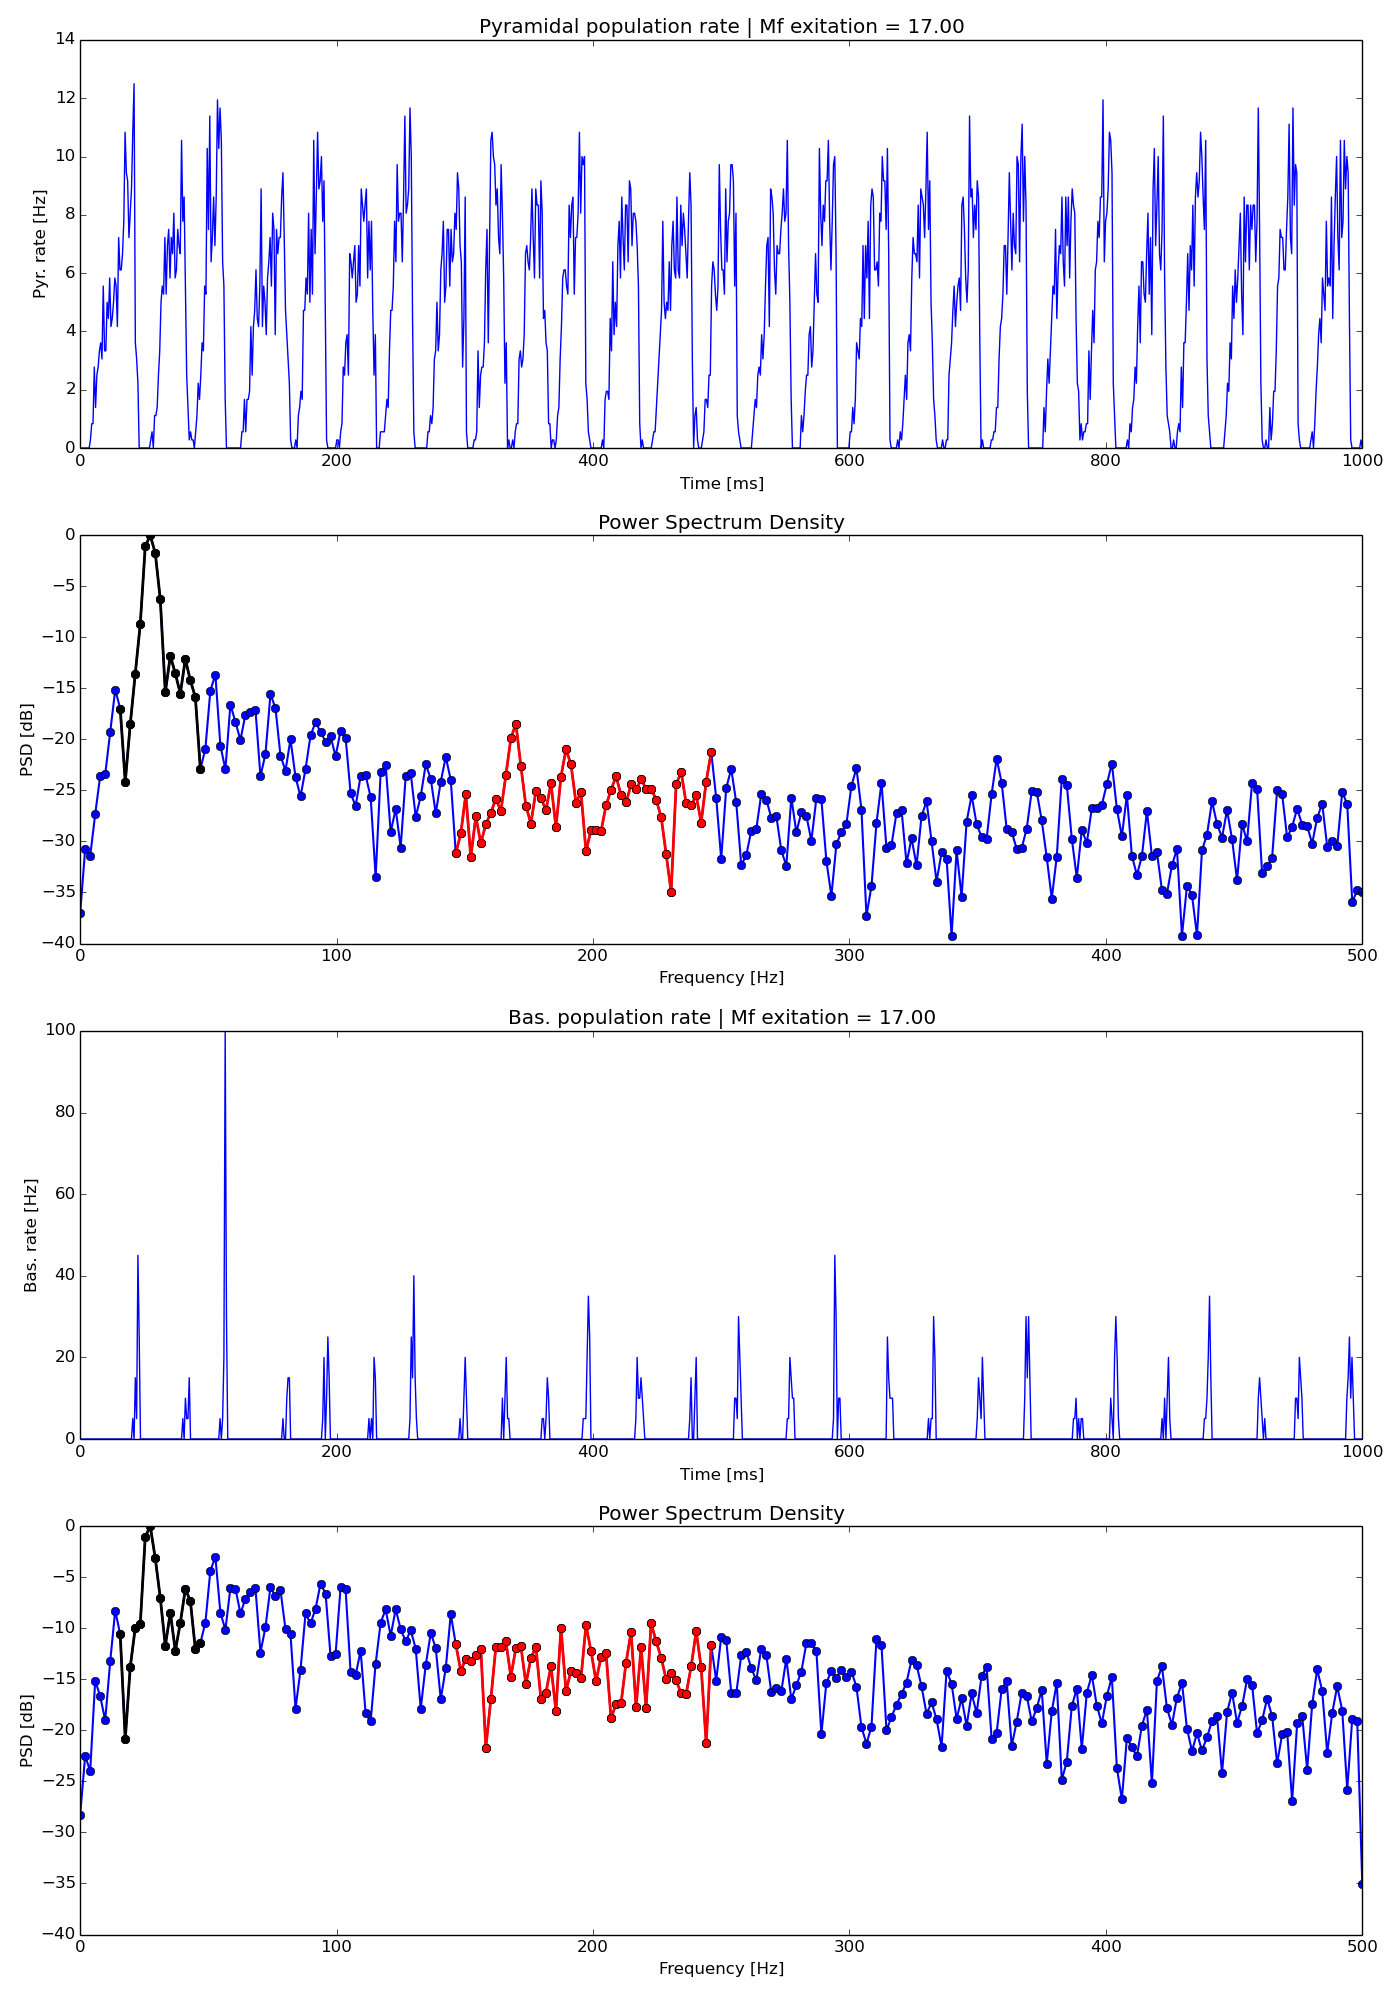 Pyramidal population rate | Mf exitation = 17.00
14
12
10
8
6
4
2
0
Pyr. rate [Hz]
0 200 400 600 800 1000
Time [ms]
Power Spectrum Density
0
−5
−10
−15
−20
−25
−30
−35
−40
PSD [dB]
0 100 200 300 400 500
Frequency [Hz]
Bas. population rate | Mf exitation = 17.00
100
80
60
40
20
0
Bas. rate [Hz]
0 200 400 600 800 1000
Time [ms]
Power Spectrum Density
0
−5
−10
−15
−20
−25
−30
−35
−40
PSD [dB]
0 100 200 300 400 500
Frequency [Hz]